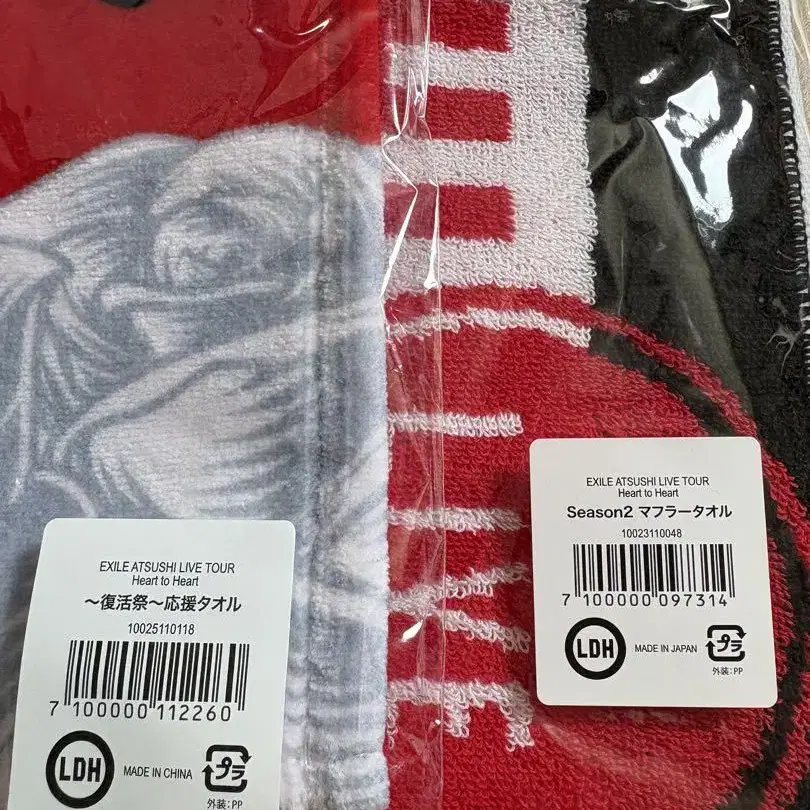 EXILE ATSUSHI LIVE TOUR
Heart to Heart
～復活祭～応援タオル
10025110118
7 100000 112260
LDH
MADE IN CHINA
プラ
外装:PP
EXILE ATSUSHI LIVE TOUR
Heart to Heart
Season2 マフラータオル
10023110048
7 100000 097314
LDH
MADE IN JAPAN
プラ
外装:PP